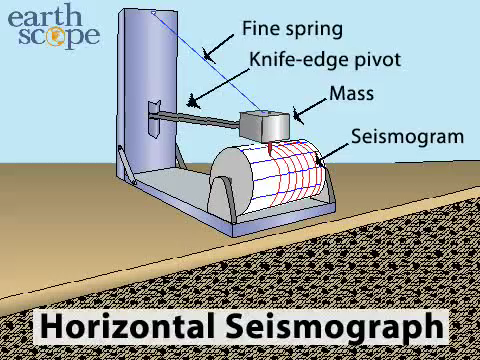 earth
scope
Fine spring
Knife-edge pivot
Mass
Seismogram
Horizontal Seismograph